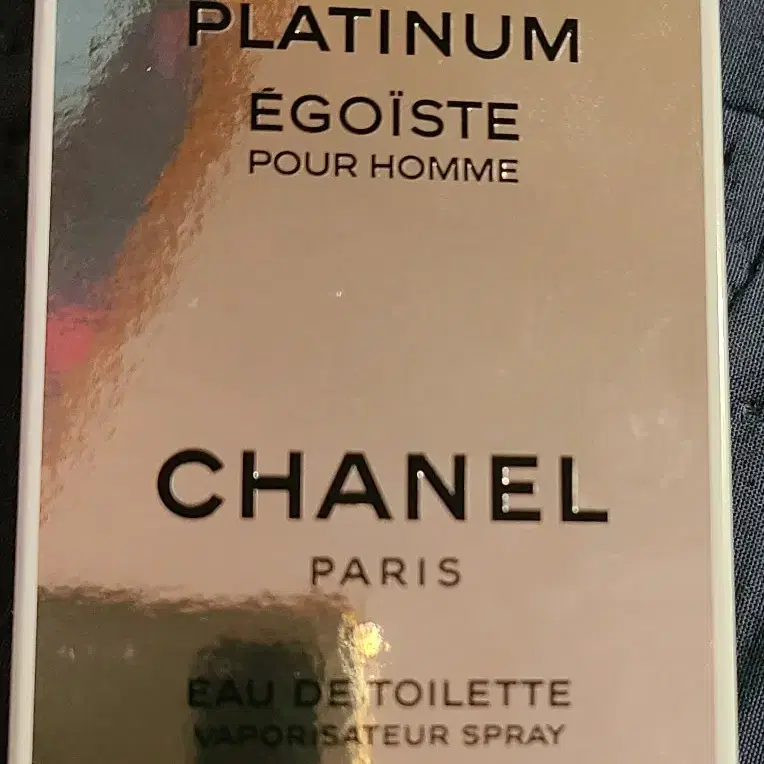 PLATINUM
ÉGOÏSTE
POUR HOMME
CHANEL
PARIS
EAU DE TOILETTE
VAPORISATEUR SPRAY